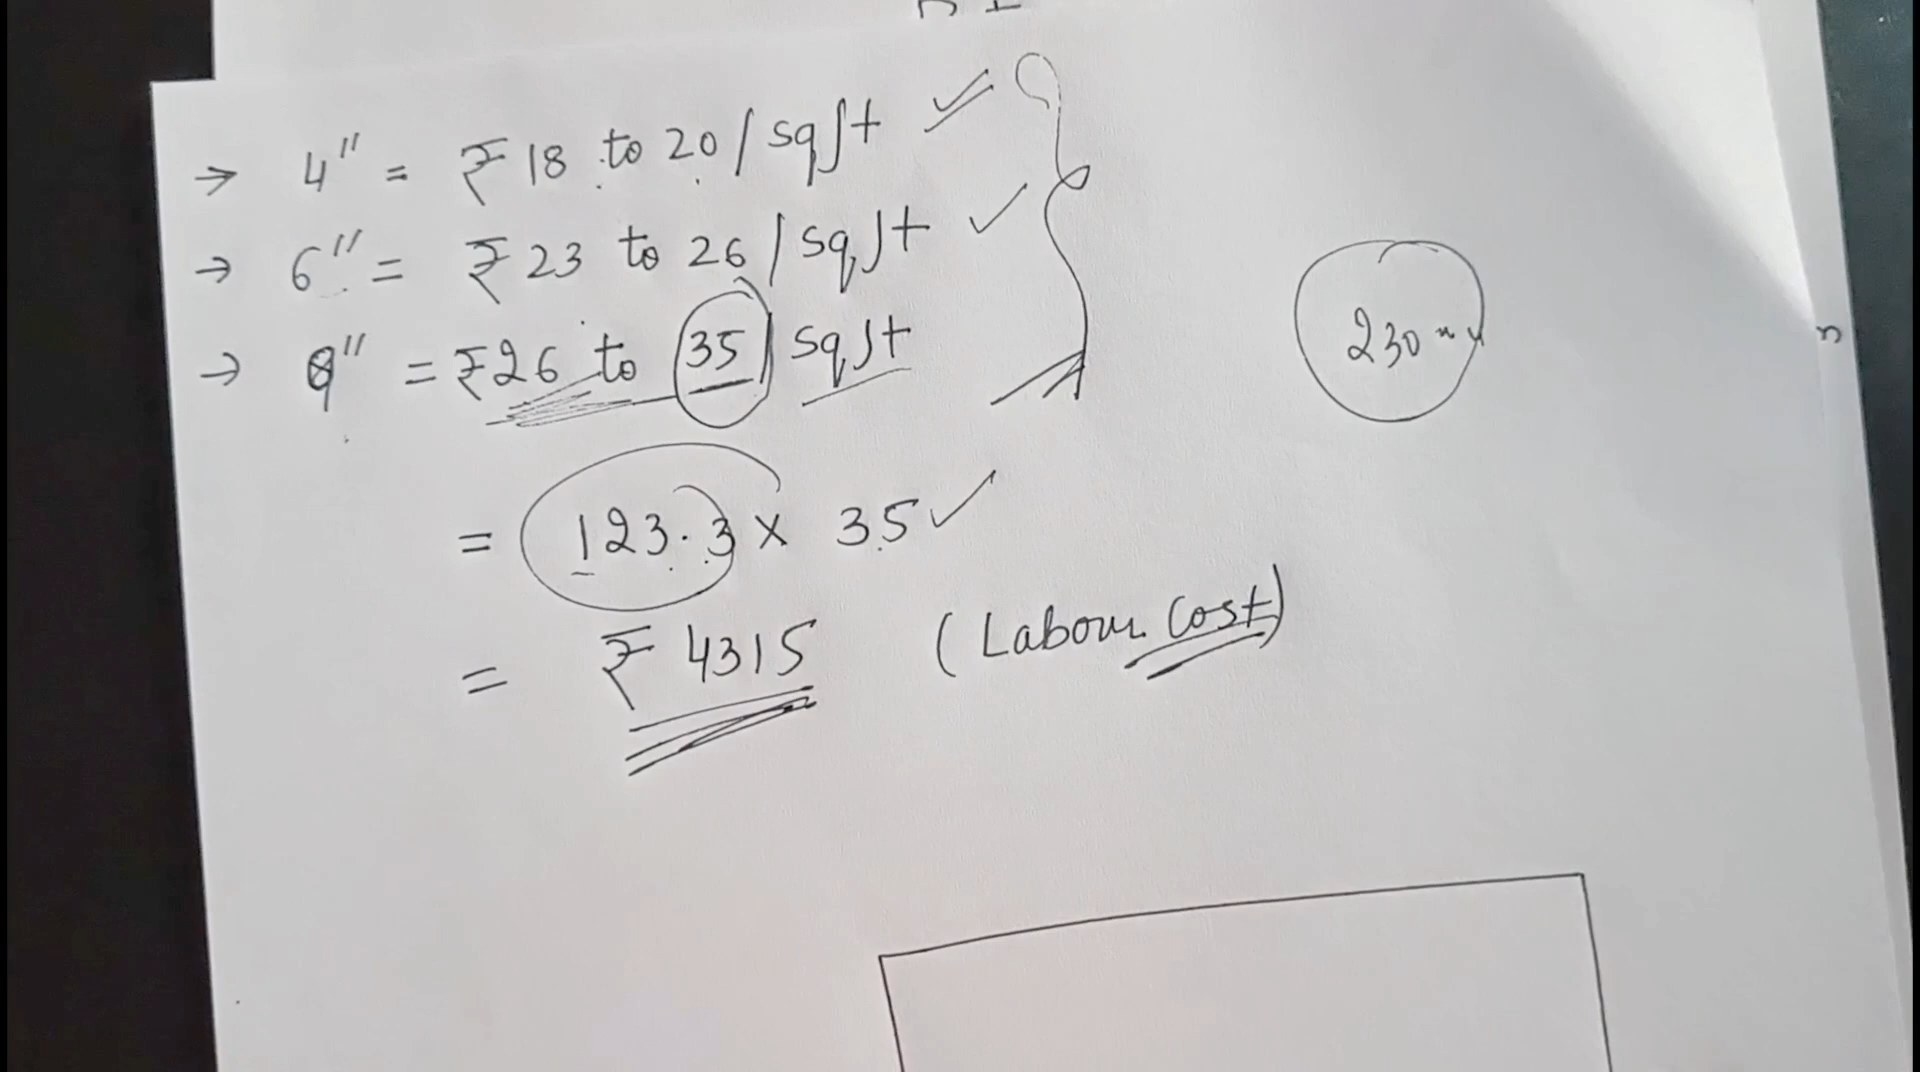 → 4" = ₹ 18 to 20 / sqft
→ 6" = ₹ 23 to 26 / sqft
→ 9" = ₹ 26 to 35 / sqft
230
= 123.3 x 35
= ₹ 4315 (Labour Cost)